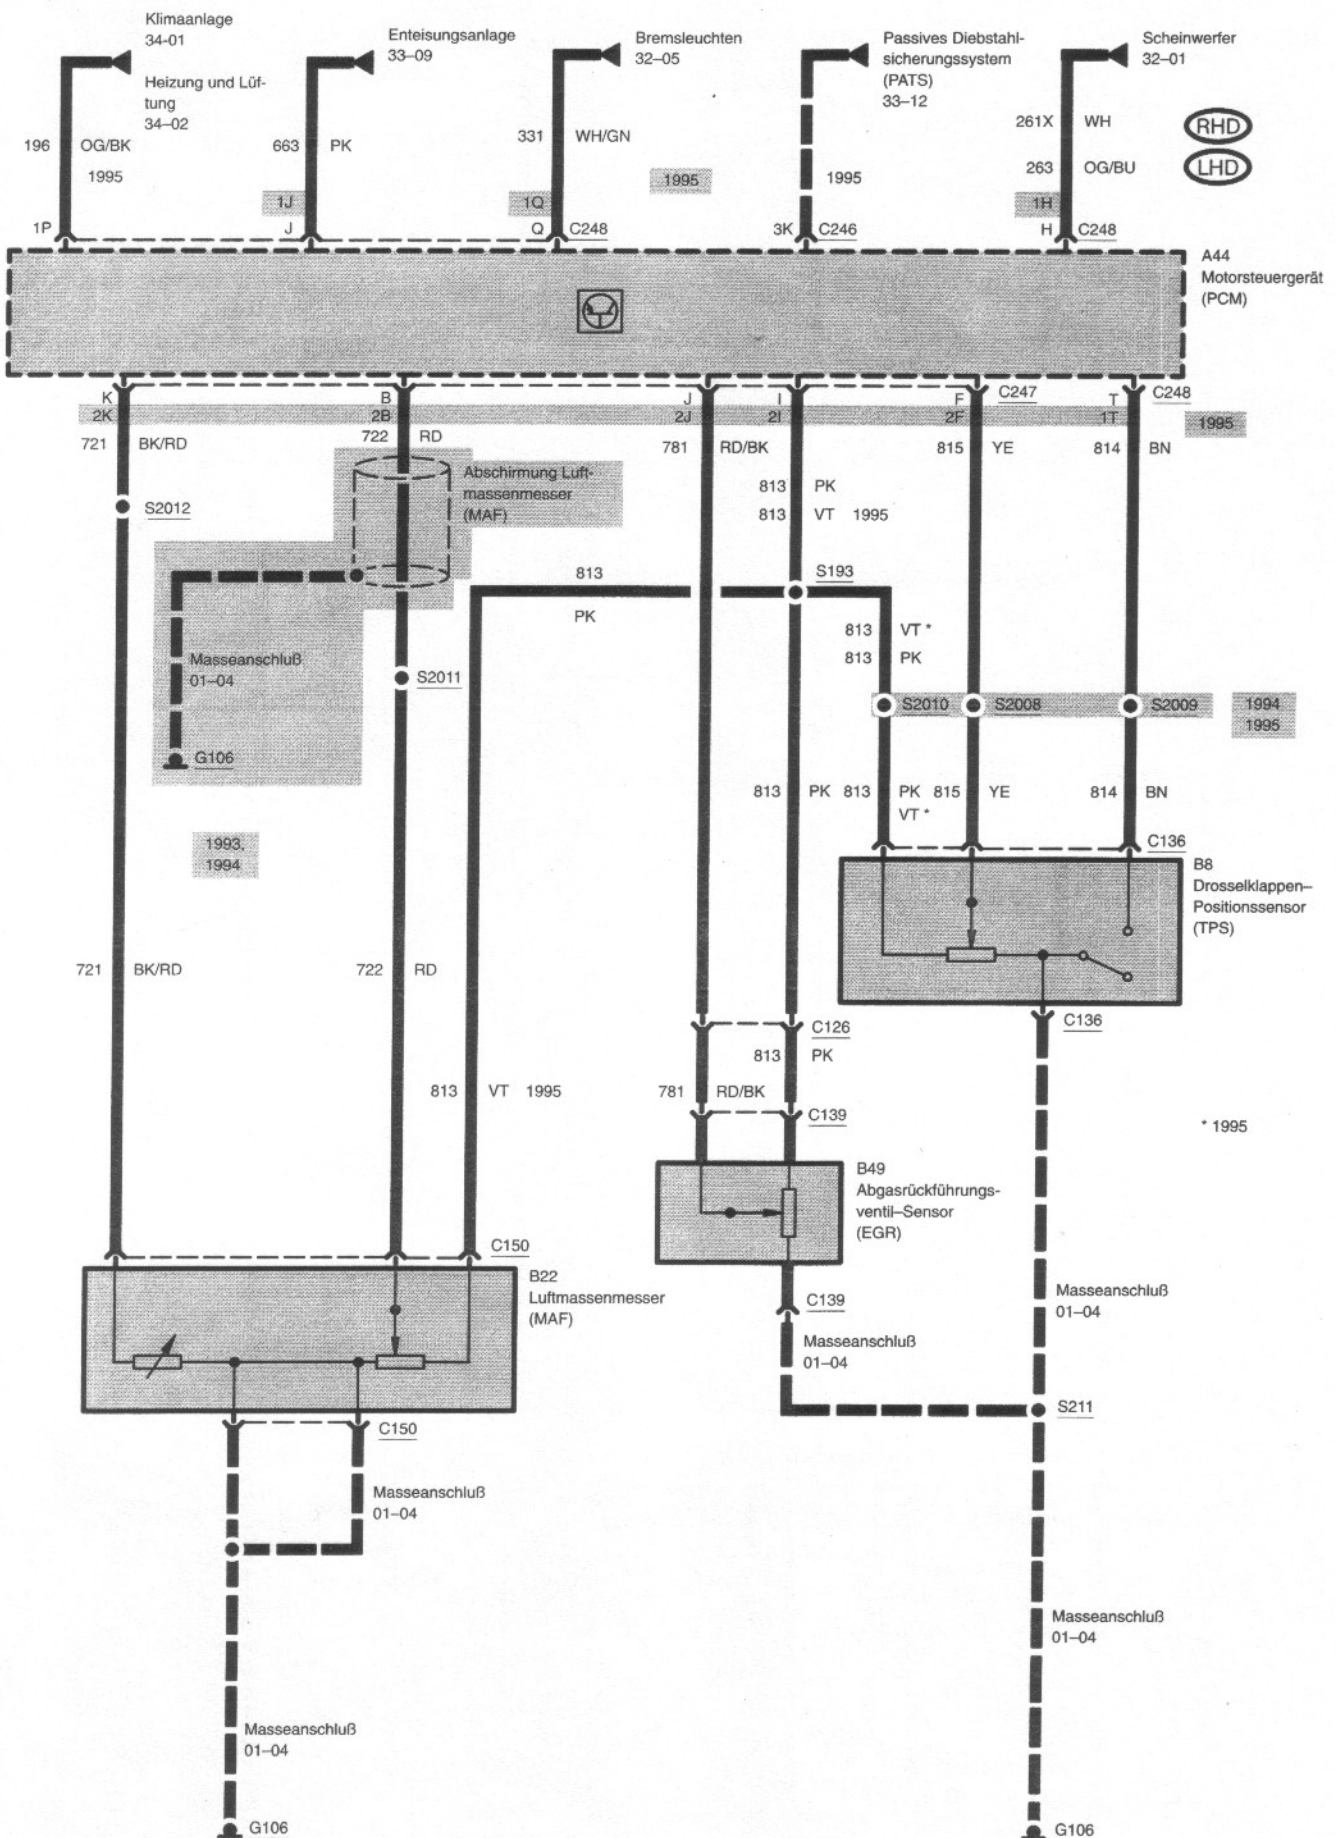 Klimaanlage
34-01
Heizung und Lüf-
tung
34-02
196 OG/BK
1995
1P
Enteisungsanlage
33-09
663 PK
1J
J
Bremsleuchten
32-05
331 WH/GN
1Q
Q C248
1995
Passives Diebstahl-
sicherungssystem
(PATS)
33-12
1995
3K C246
Scheinwerfer
32-01
261X WH
263 OG/BU
RHD
LHD
1H
H C248
A44
Motorsteuergerät
(PCM)
K B J I F C247 T C248
2K 2B 2J 2I 2F 1T 1995
721 BK/RD
722 RD
781 RD/BK
815 YE
814 BN
Abschirmung Luft-
massenmesser
(MAF)
813 PK
813 VT 1995
S2012
813
PK
S193
813 VT *
813 PK
Masseanschluß
01-04
S2011
G106
S2010 S2008 S2009
1994
1995
813 PK 813 PK 815 YE 814 BN
VT *
1993,
1994
C136
B8
Drosselklappen-
Positionssensor
(TPS)
721 BK/RD
722 RD
C126
C136
813 PK
813 VT 1995
781 RD/BK
C139
* 1995
B49
Abgasrückführungs-
ventil-Sensor
(EGR)
C150
B22
Luftmassenmesser
(MAF)
C139
Masseanschluß
01-04
Masseanschluß
01-04
S211
C150
Masseanschluß
01-04
Masseanschluß
01-04
Masseanschluß
01-04
G106
G106